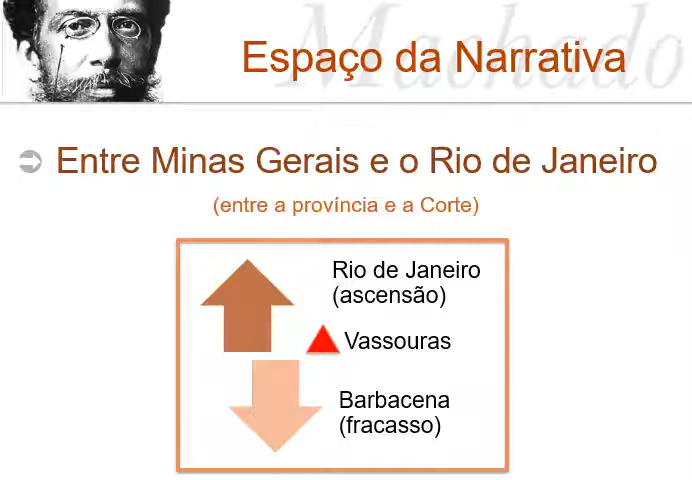 Machado
Espaço da Narrativa
Entre Minas Gerais e o Rio de Janeiro
(entre a província e a Corte)
Rio de Janeiro
(ascensão)
Vassouras
Barbacena
(fracasso)